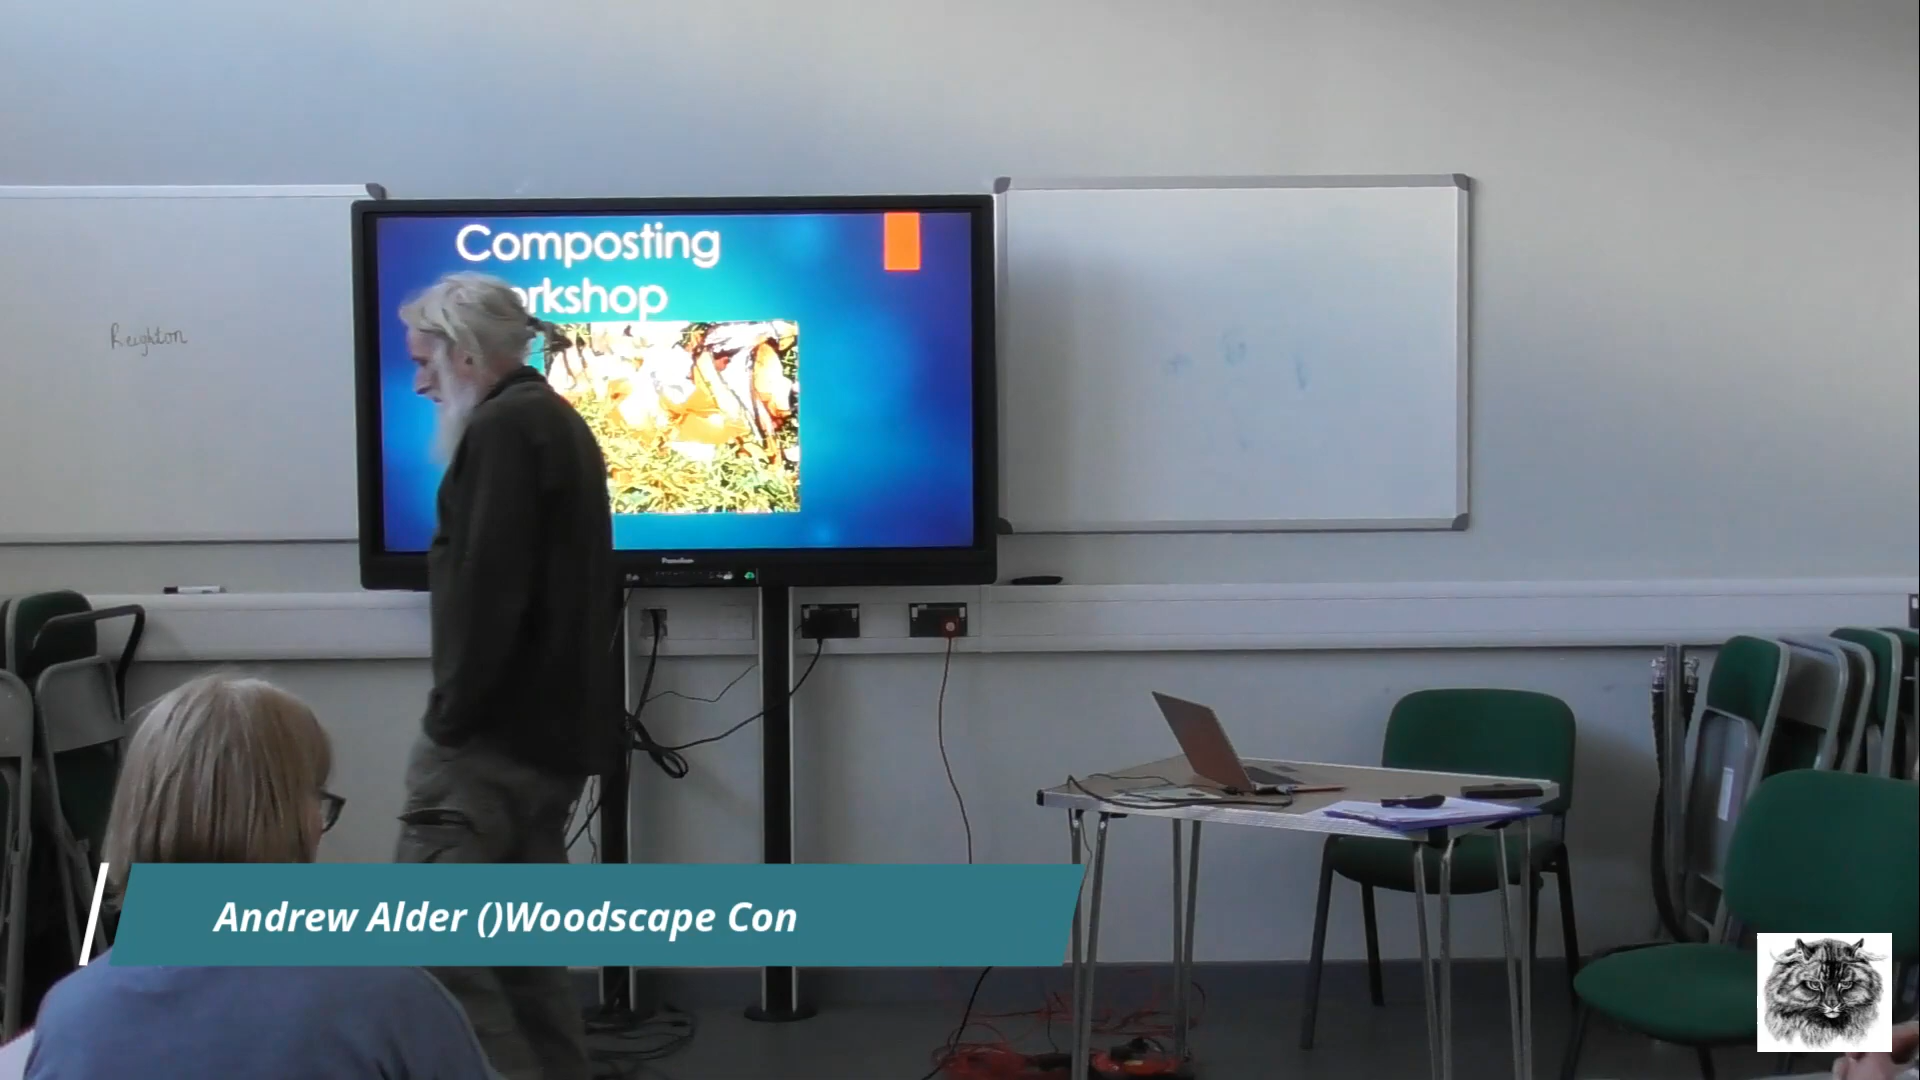 Composting
orkshop
Reighton
Andrew Alder ()Woodscape Con